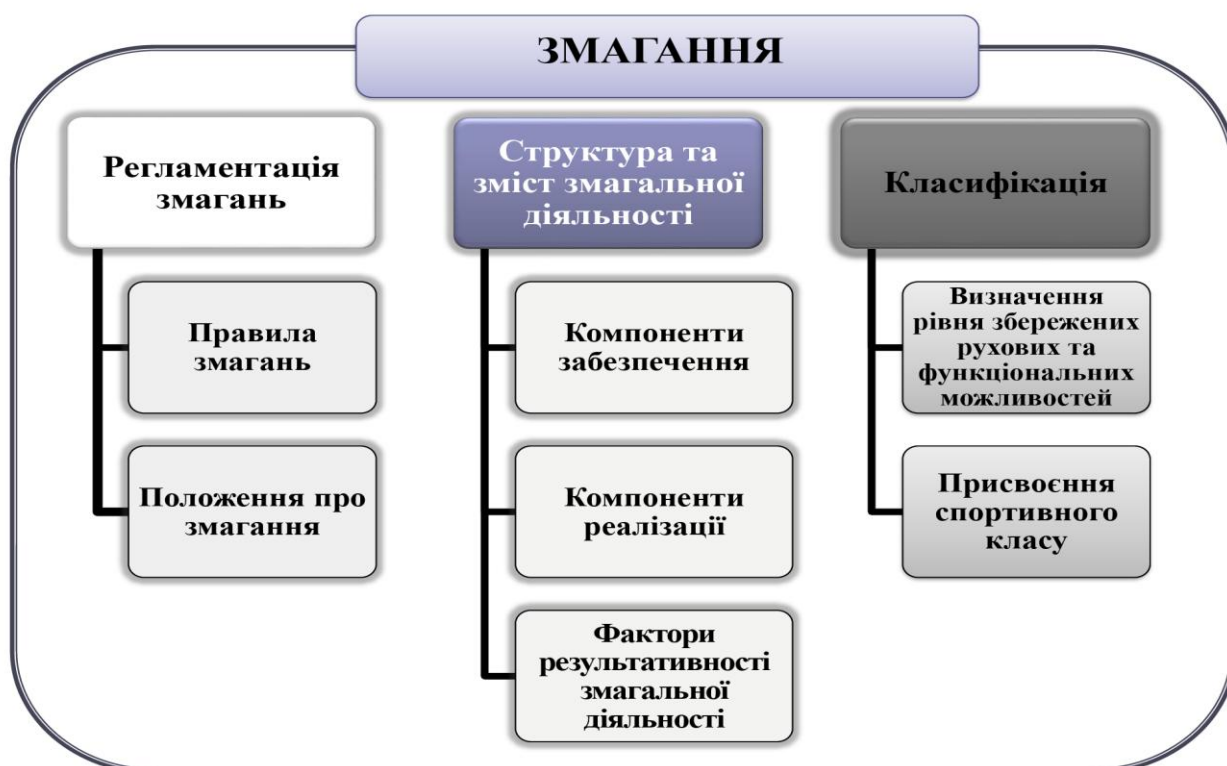 ЗМАГАННЯ
Регламентація
змагань
Правила
змагань
Положення про
змагання
Структура та
зміст змагальної
діяльності
Компоненти
забезпечення
Компоненти
реалізації
Фактори
результативності
змагальної
діяльності
Класифікація
Визначення
рівня збережених
рухових та
функціональних
можливостей
Присвоєння
спортивного
класу